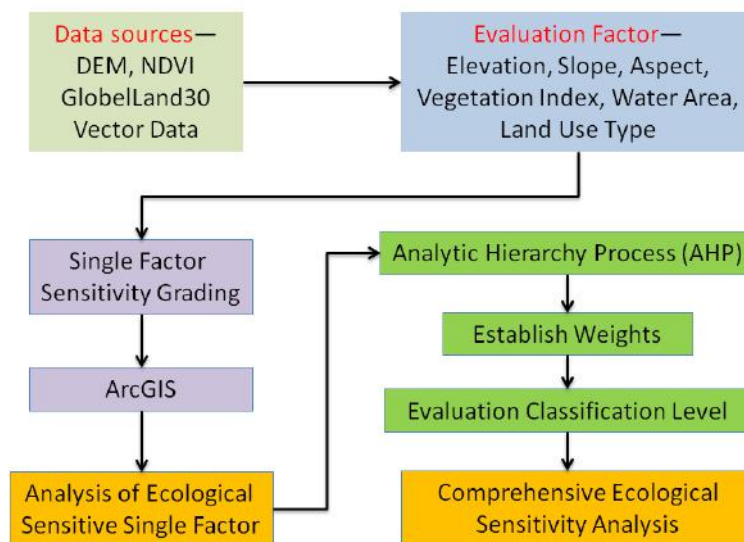 Data sources—
DEM, NDVI
GlobelLand30
Vector Data
Evaluation Factor—
Elevation, Slope, Aspect,
Vegetation Index, Water Area,
Land Use Type
Single Factor
Sensitivity Grading
ArcGIS
Analysis of Ecological
Sensitive Single Factor
Analytic Hierarchy Process (AHP)
Establish Weights
Evaluation Classification Level
Comprehensive Ecological
Sensitivity Analysis